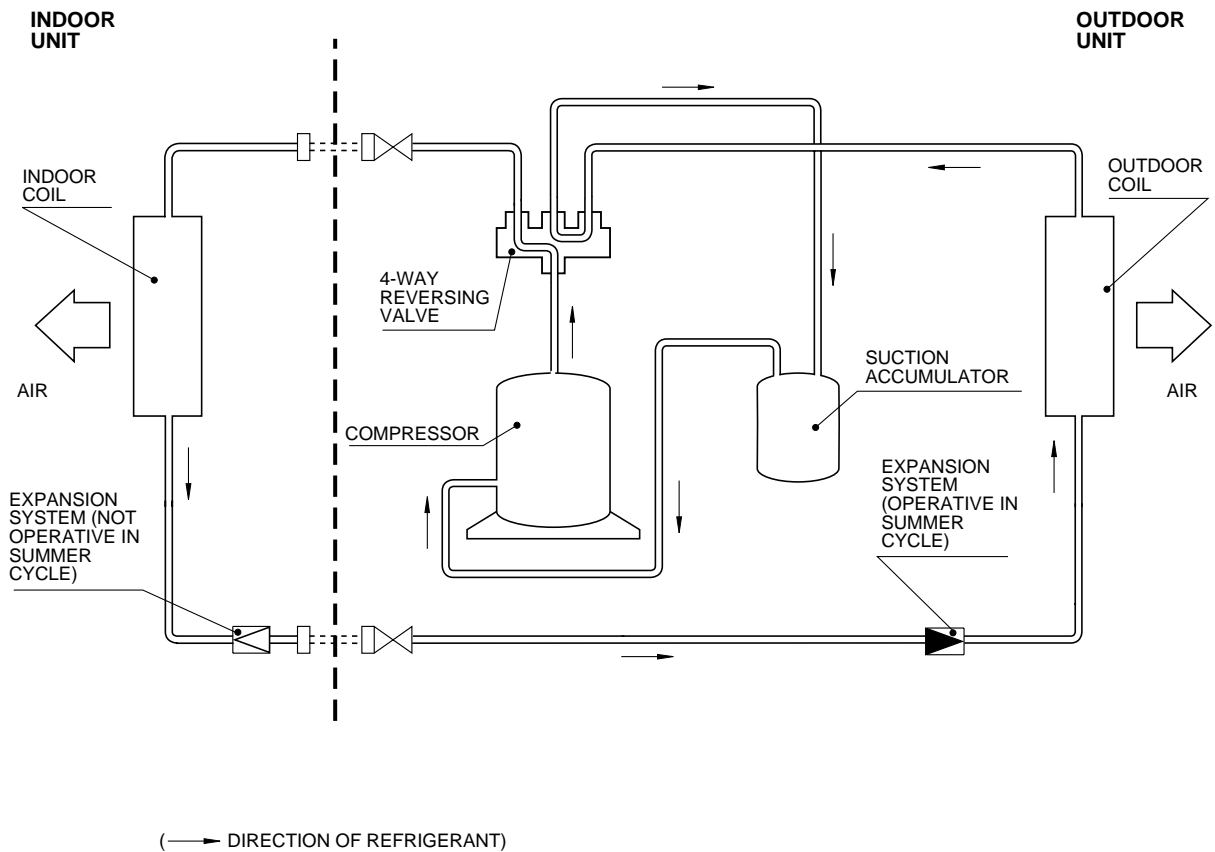 INDOOR
UNIT
OUTDOOR
UNIT
INDOOR
COIL
OUTDOOR
COIL
4-WAY
REVERSING
VALVE
SUCTION
ACCUMULATOR
AIR
AIR
COMPRESSOR
EXPANSION
SYSTEM
(OPERATIVE IN
SUMMER
CYCLE)
EXPANSION
SYSTEM (NOT
OPERATIVE IN
SUMMER
CYCLE)
( DIRECTION OF REFRIGERANT)